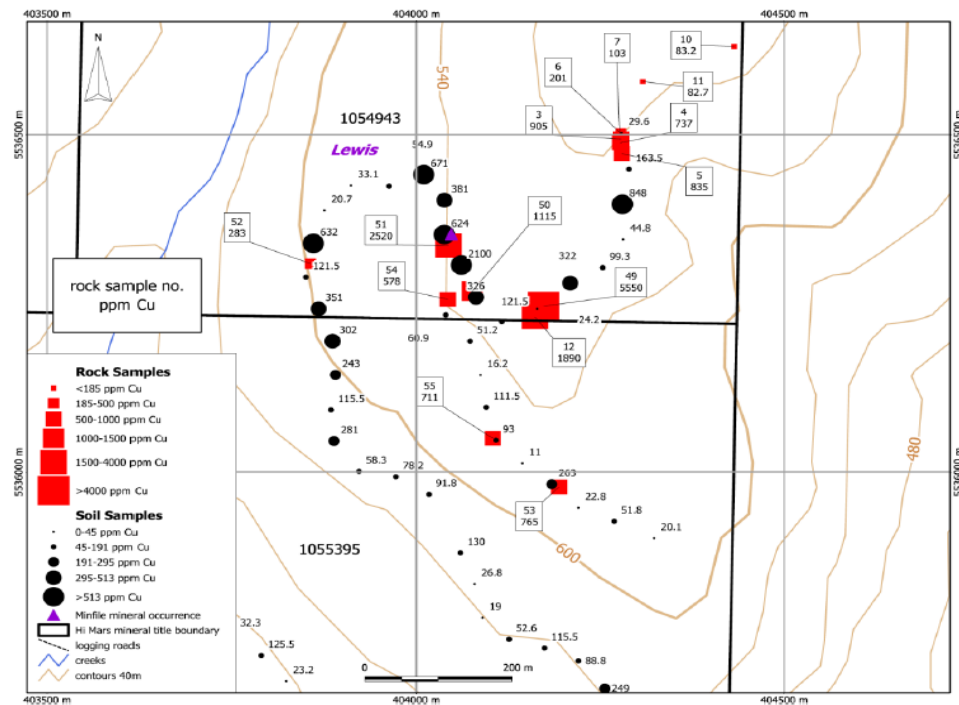 403500 m
404000 m
404500 m
N
7
103
10
83.2
6
201
11
82.7
540
3
905
4
737
29.6
1054943
5536500 m
5536500 m
Lewis
54.9
671
163.5
5
835
33.1
381
848
20.7
50
1115
52
283
51
2520
624
44.8
632
2100
99.3
322
49
5550
121.5
54
578
326
rock sample no.
ppm Cu
351
121.5
24.2
51.2
60.9
302
12
1890
Rock Samples
<185 ppm Cu
185-500 ppm Cu
500-1000 ppm Cu
1000-1500 ppm Cu
1500-4000 ppm Cu
>4000 ppm Cu
243
16.2
55
711
115.5
111.5
281
93
480
58.3
78.2
11
263
5536000 m
5536000 m
91.8
22.8
53
765
51.8
20.1
Soil Samples
0-45 ppm Cu
45-191 ppm Cu
191-295 ppm Cu
295-513 ppm Cu
>513 ppm Cu
Minfile mineral occurrence
Hi Mars mineral title boundary
logging roads
creeks
contours 40m
1055395
600
130
26.8
19
32.3
52.6
115.5
125.5
88.8
23.2
0
200 m
249
403500 m
404000 m
404500 m